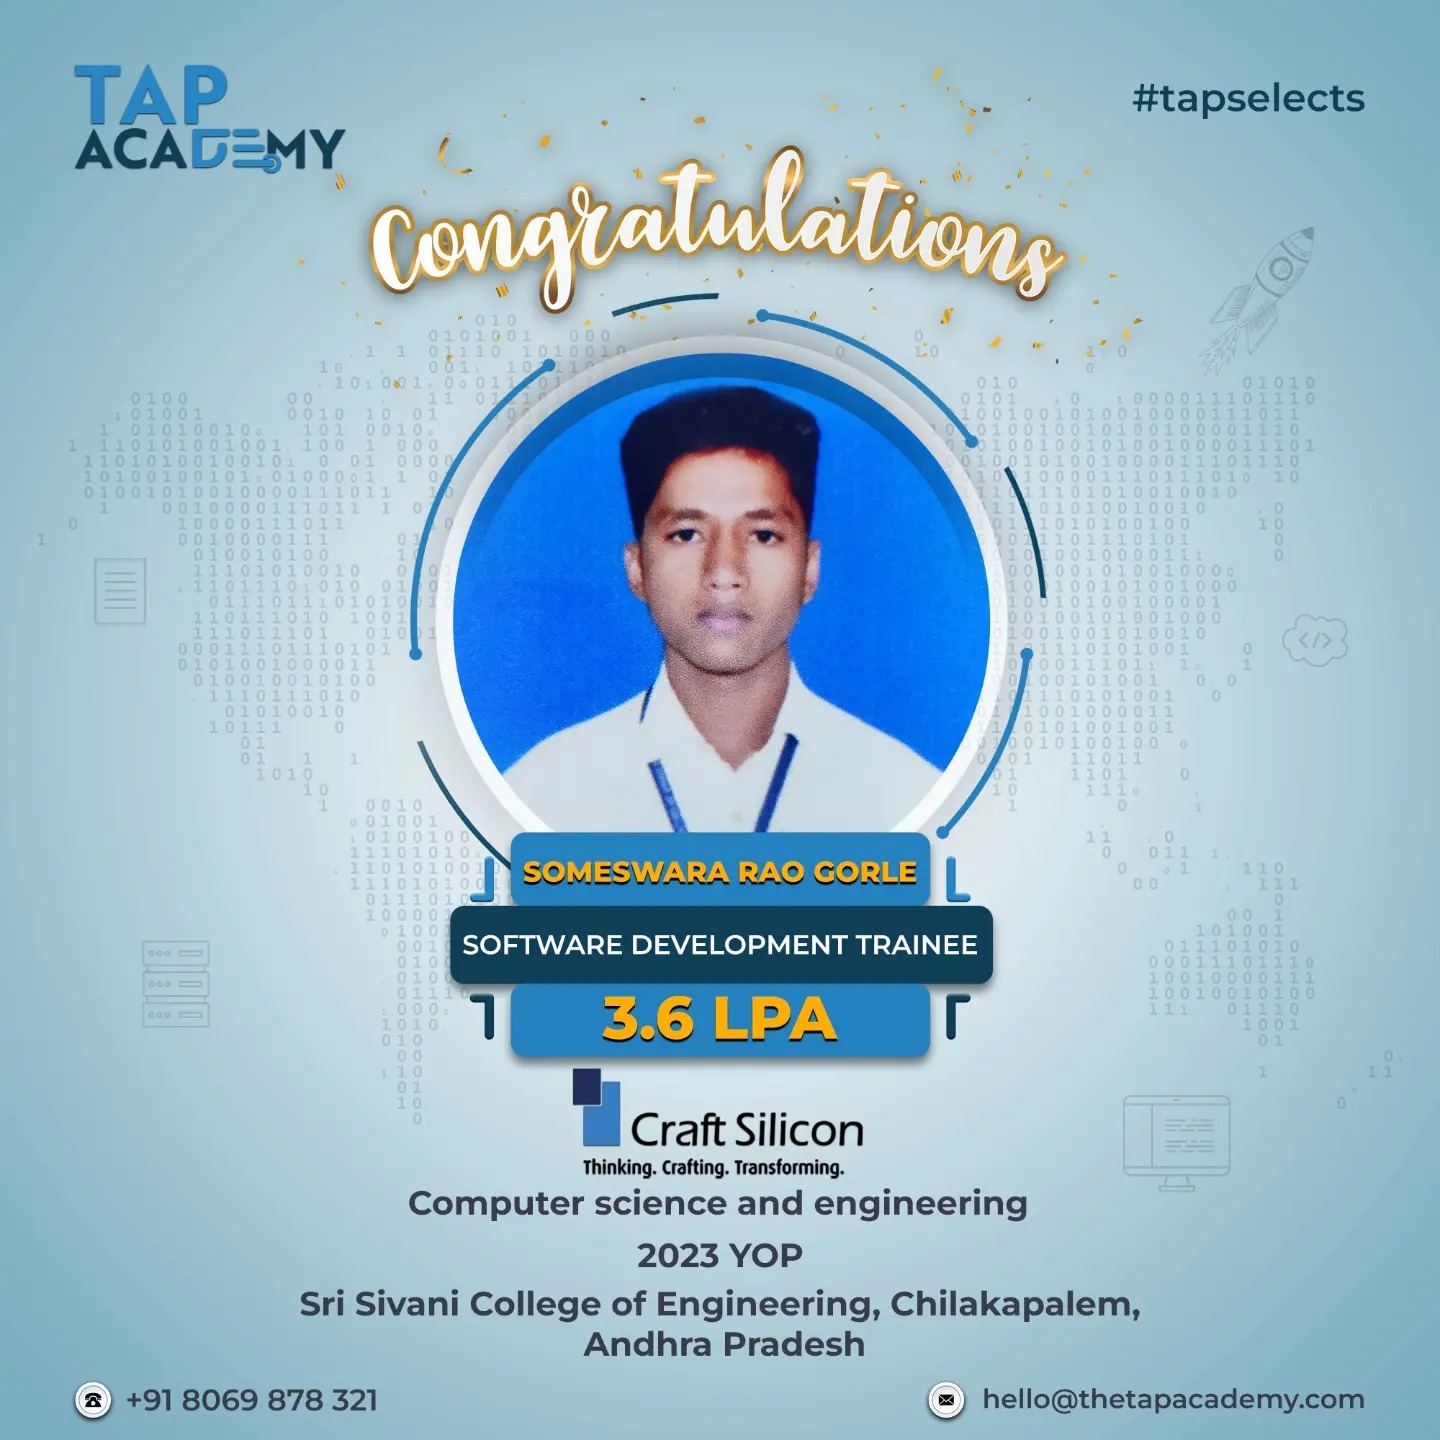 TAP
ACADEMY
#tapselects
Congratulations
SOMESWARA RAO GORLE
SOFTWARE DEVELOPMENT TRAINEE
3.6 LPA
Craft Silicon
Thinking. Crafting. Transforming.
Computer science and engineering
2023 YOP
Sri Sivani College of Engineering, Chilakapalem,
Andhra Pradesh
+91 8069 878 321
hello@thetapacademy.com